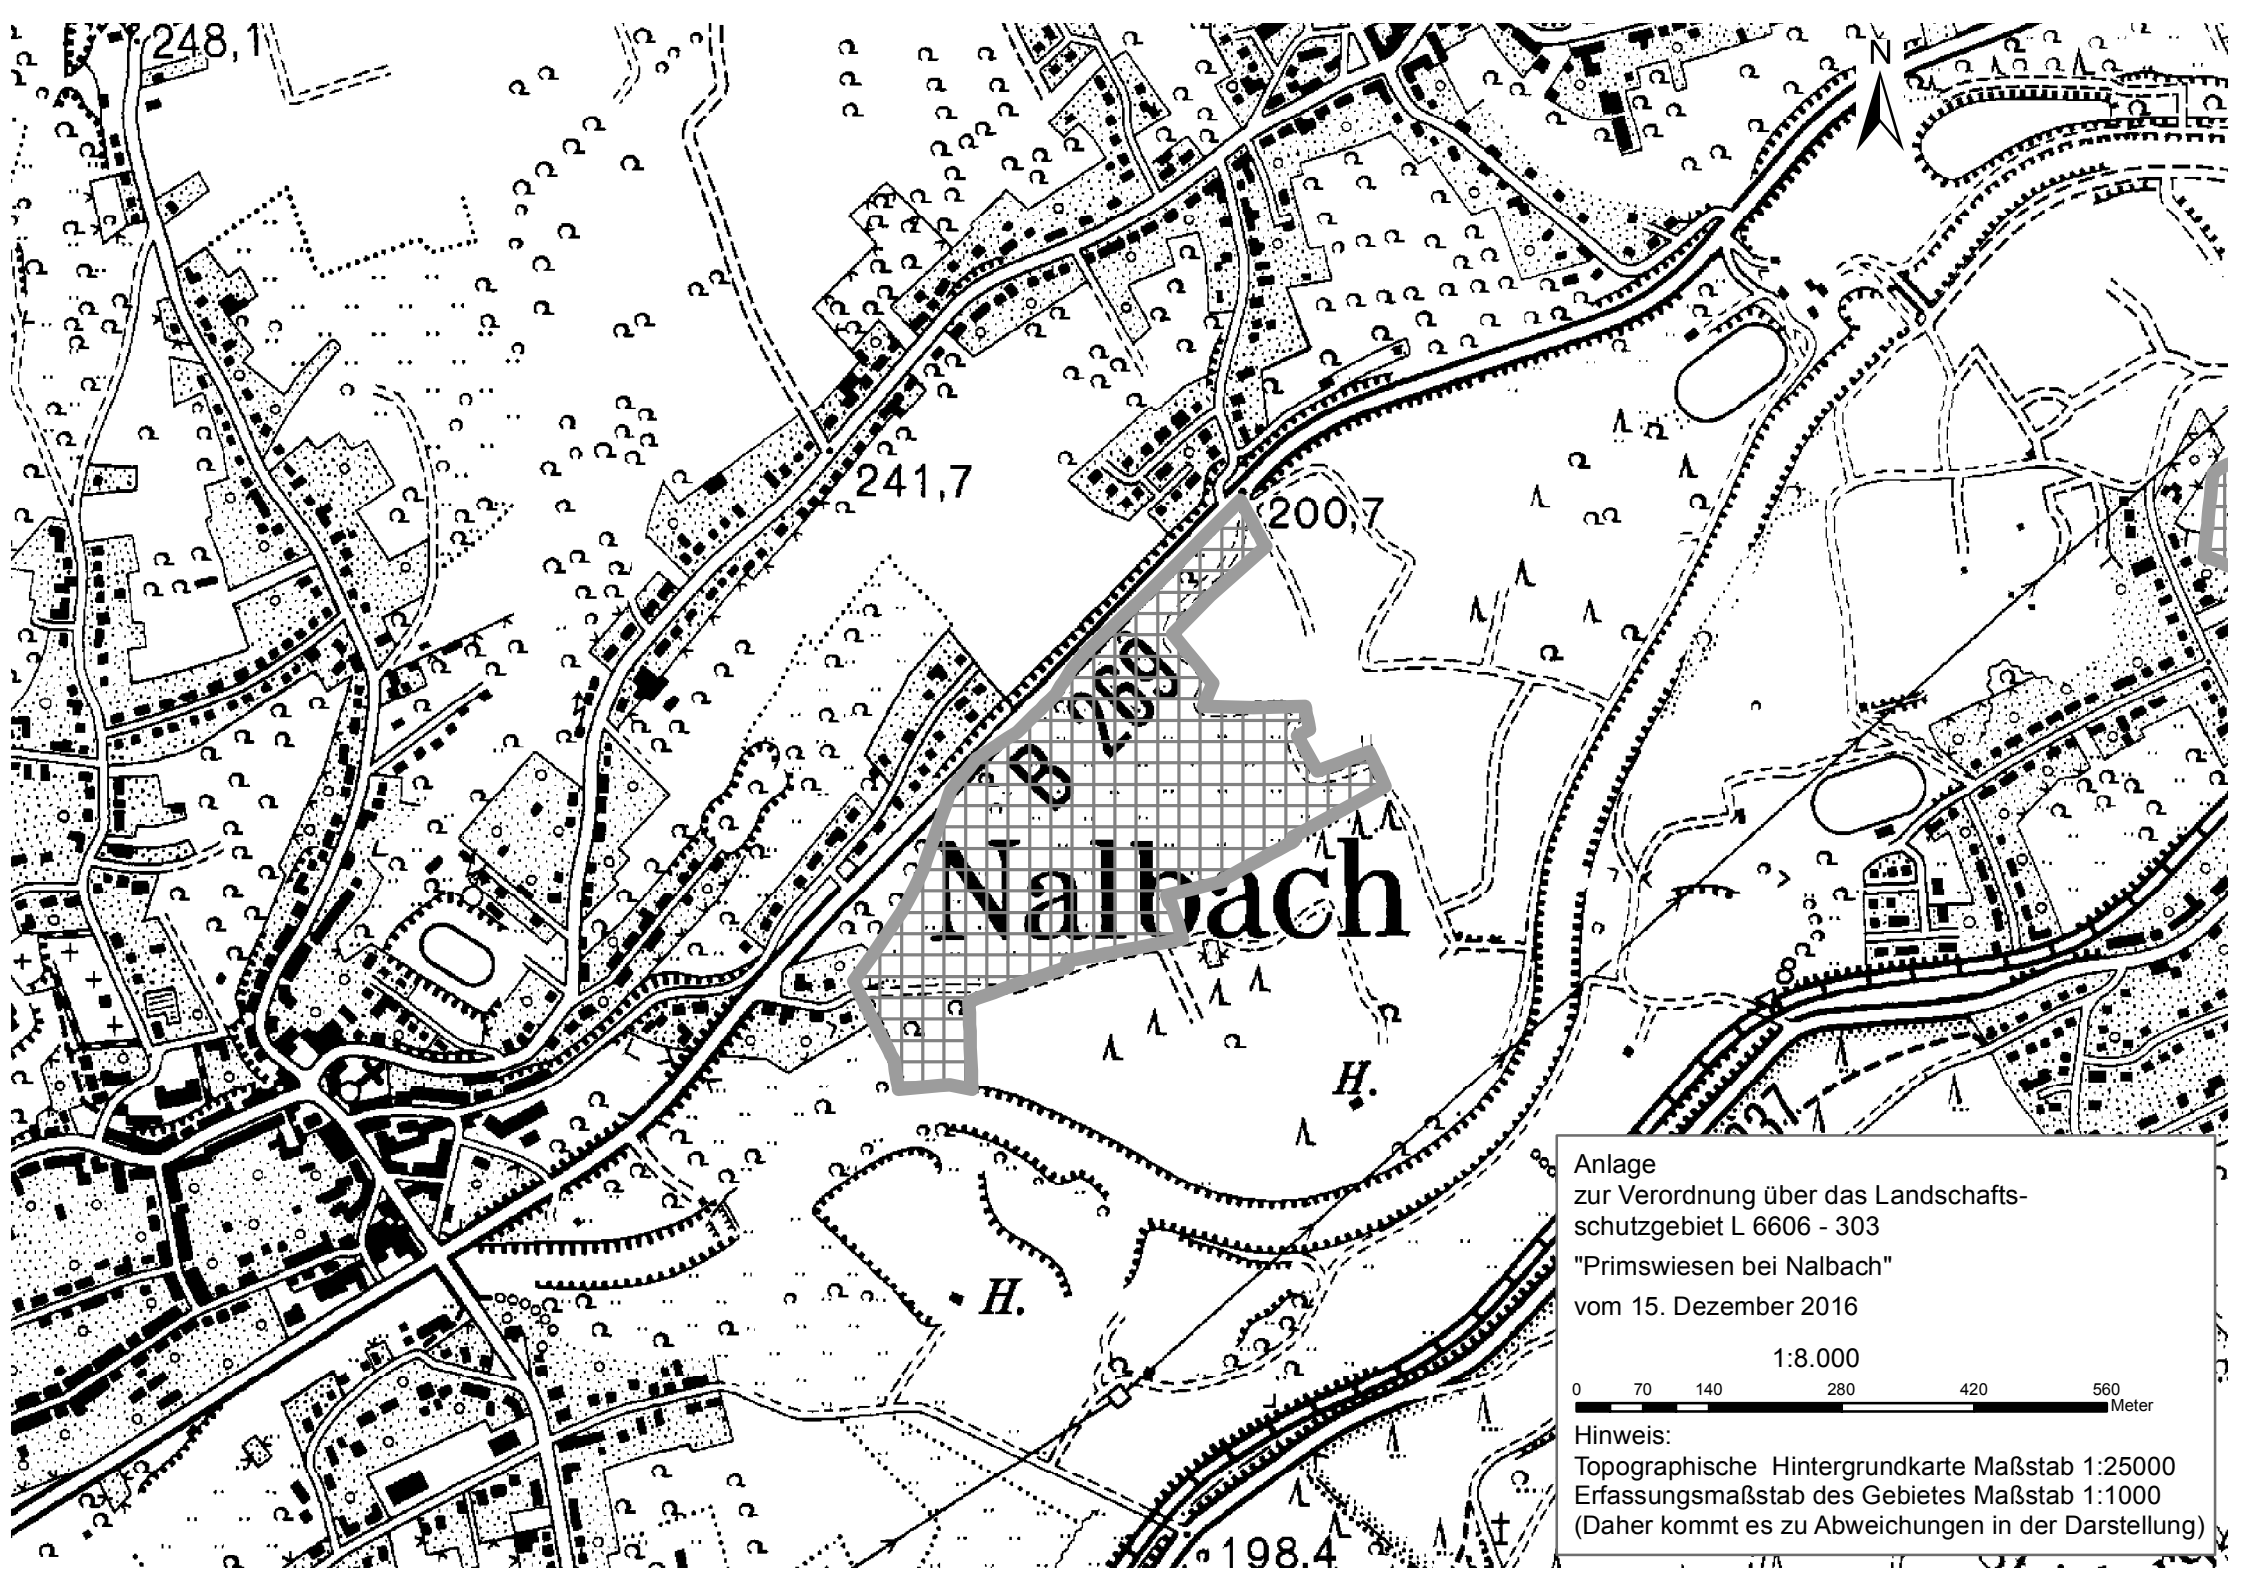 248,1
N
241,7
200,7
B 269
Nalbach
H.
H.
198,4
Anlage
zur Verordnung über das Landschafts-
schutzgebiet L 6606 - 303
"Primswiesen bei Nalbach"
vom 15. Dezember 2016
1:8.000
0 70 140 280 420 560
Meter
Hinweis:
Topographische Hintergrundkarte Maßstab 1:25000
Erfassungsmaßstab des Gebietes Maßstab 1:1000
(Daher kommt es zu Abweichungen in der Darstellung)